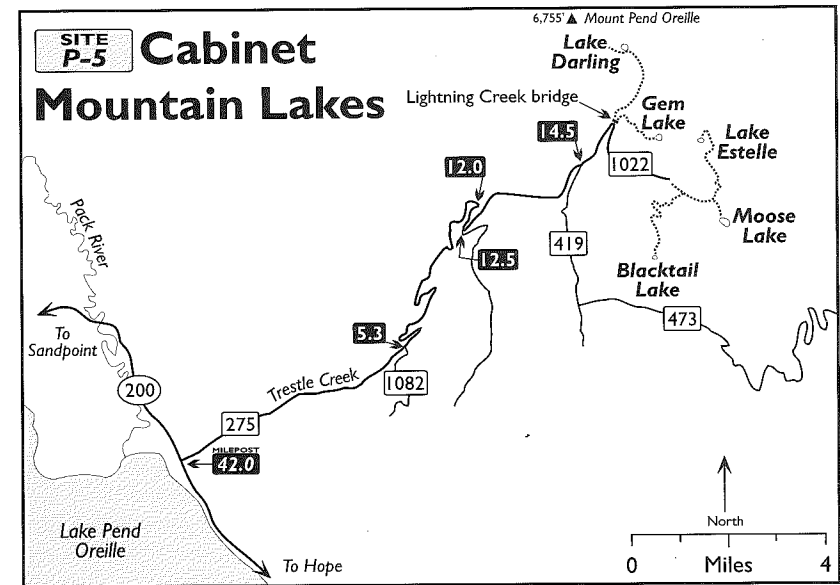 6,755' ▲ Mount Pend Oreille
SITE
P-5
Cabinet
Mountain Lakes
Lake
Darling
Lightning Creek bridge
Gem
Lake
14.5
Lake
Estelle
12.0
1022
Pack River
Moose
Lake
419
12.5
Blacktail
Lake
To
Sandpoint
473
5.3
200
Trestle Creek
1082
275
MILEPOST
42.0
North
Lake Pend
Oreille
To Hope
0 Miles 4